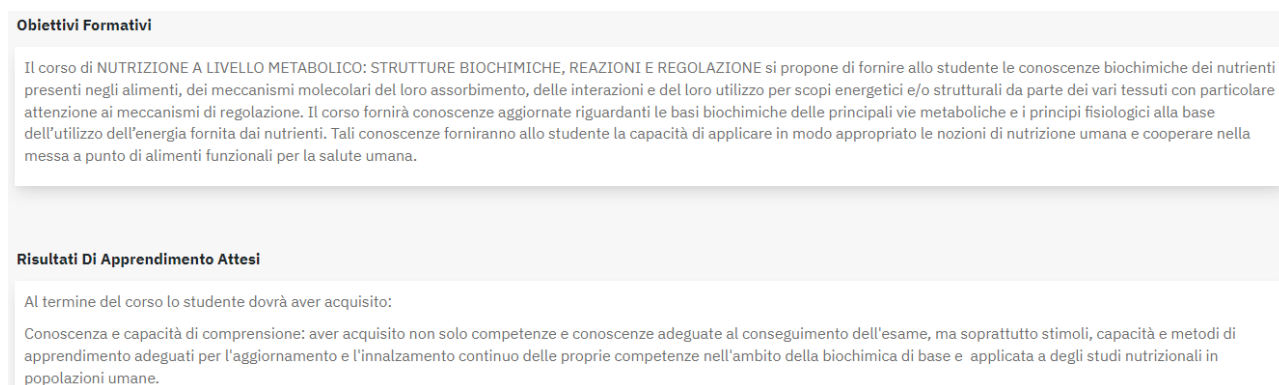 Obiettivi Formativi
Il corso di NUTRIZIONE A LIVELLO METABOLICO: STRUTTURE BIOCHIMICHE, REAZIONI E REGOLAZIONE si propone di fornire allo studente le conoscenze biochimiche dei nutrienti
presenti negli alimenti, dei meccanismi molecolari del loro assorbimento, delle interazioni e del loro utilizzo per scopi energetici e/o strutturali da parte dei vari tessuti con particolare
attenzione ai meccanismi di regolazione. Il corso fornirà conoscenze aggiornate riguardanti le basi biochimiche delle principali vie metaboliche e i principi fisiologici alla base
dell’utilizzo dell’energia fornita dai nutrienti. Tali conoscenze forniranno allo studente la capacità di applicare in modo appropriato le nozioni di nutrizione umana e cooperare nella
messa a punto di alimenti funzionali per la salute umana.
Risultati Di Apprendimento Attesi
Al termine del corso lo studente dovrà aver acquisito:
Conoscenza e capacità di comprensione: aver acquisito non solo competenze e conoscenze adeguate al conseguimento dell'esame, ma soprattutto stimoli, capacità e metodi di
apprendimento adeguati per l'aggiornamento e l'innalzamento continuo delle proprie competenze nell'ambito della biochimica di base e applicata a degli studi nutrizionali in
popolazioni umane.